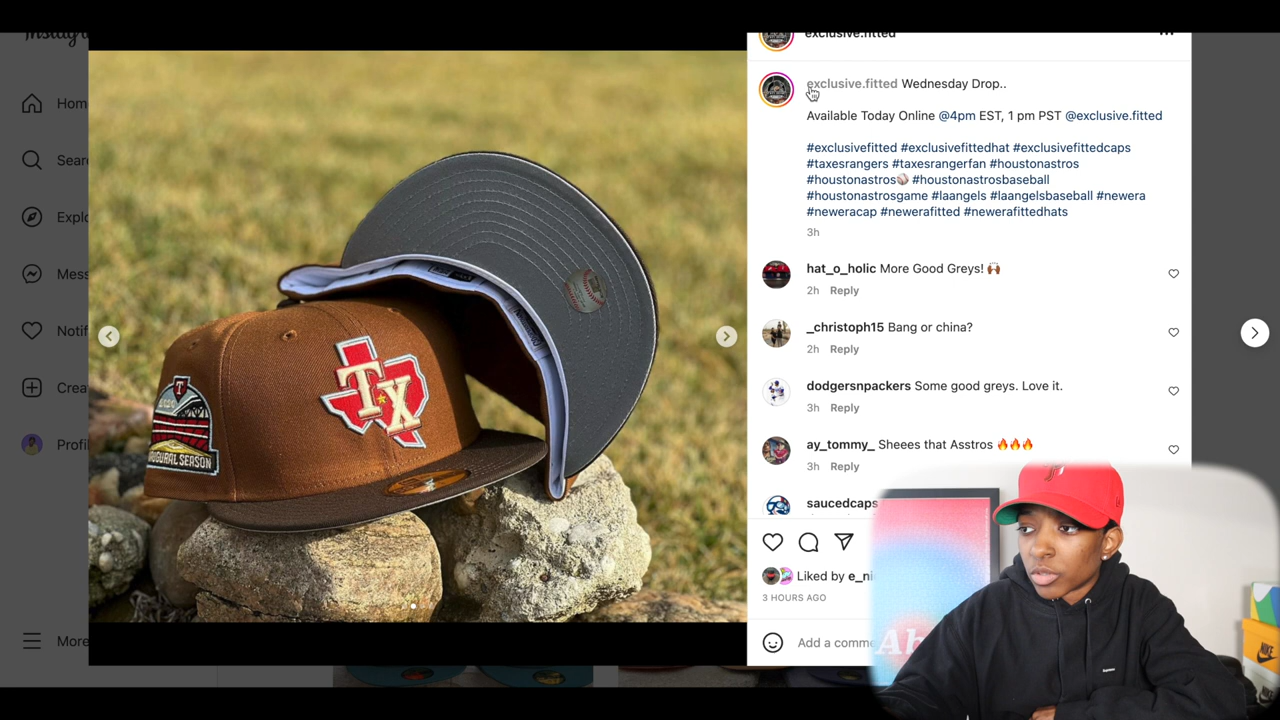 exclusive.fitted
Home
exclusive.fitted Wednesday Drop..
Available Today Online @4pm EST, 1 pm PST @exclusive.fitted
#exclusivefitted #exclusivefittedhat #exclusivefittedcaps
#taxesrangers #taxesrangerfan #houstonastros
#houstonastros⚾ #houstonastrosbaseball
#houstonastrosgame #laangels #laangelsbaseball #newera
#neweracap #newerafitted #newerafittedhats
3h
hat_o_holic More Good Greys! 🙌🏾
2h Reply
_christoph15 Bang or china?
2h Reply
dodgersnpackers Some good greys. Love it.
3h Reply
ay_tommy_ Sheees that Asstros 🔥🔥🔥
3h Reply
saucedcaps
Liked by e_ni
3 HOURS AGO
Add a comme
Hom
Sear
Explo
Mess
Notif
Crea
Profil
More
TX
2020
INAUGURAL SEASON